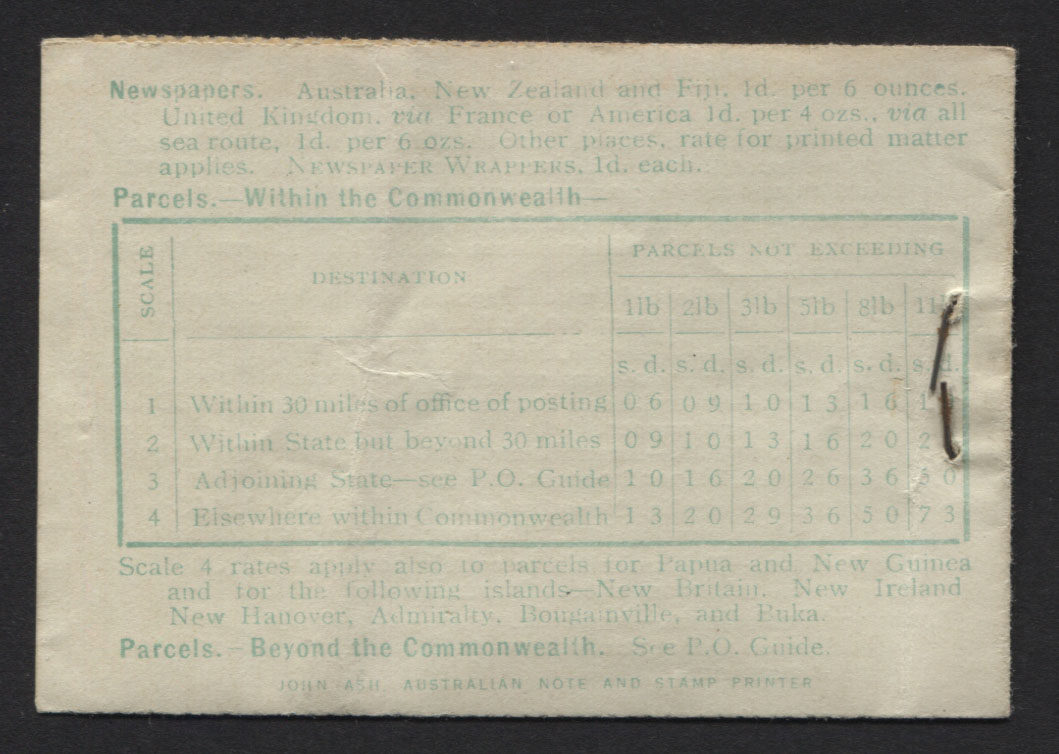 Newspapers. Australia, New Zealand and Fiji, 1d. per 6 ounces.
United Kingdom, via France or America 1d. per 4 ozs., via all
sea route, 1d. per 6 ozs. Other places, rate for printed matter
applies. NEWSPAPER WRAPPERS, 1d. each.
Parcels.—Within the Commonwealth—
SCALE DESTINATION PARCELS NOT EXCEEDING
1lb 2lb 3lb 5lb 8lb 11lb
s. d. s. d. s. d. s. d. s. d. s. d.
1 Within 30 miles of office of posting 0 6 0 9 1 0 1 3 1 6 1
2 Within State but beyond 30 miles 0 9 1 0 1 3 1 6 2 0 2
3 Adjoining State—see P.O. Guide 1 0 1 6 2 0 2 6 3 6 0
4 Elsewhere within Commonwealth 1 3 2 0 2 9 3 6 5 0 7 3
Scale 4 rates apply also to parcels for Papua and New Guinea
and for the following islands—New Britain, New Ireland
New Hanover, Admiralty, Bougainville, and Buka.
Parcels.—Beyond the Commonwealth. See P.O. Guide.
JOHN ASH, AUSTRALIAN NOTE AND STAMP PRINTER